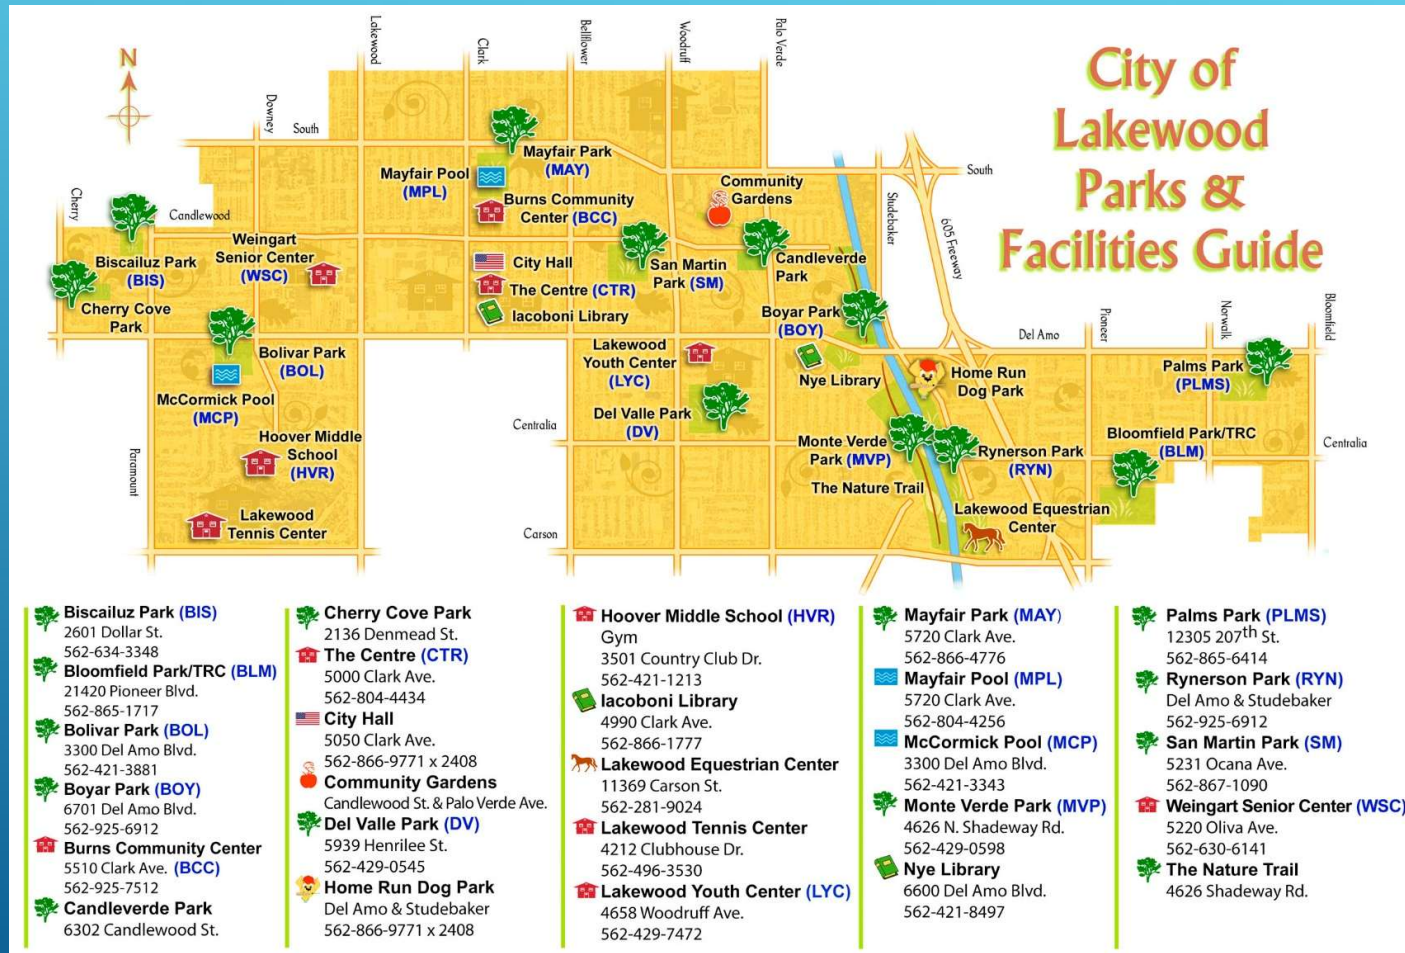 City of
Lakewood
Parks &
Facilities Guide
N
Lakewood
Clark
Bellflower
Woodruff
Palo Verde
Downey
South
Mayfair Park
(MAY)
Mayfair Pool
(MPL)
Burns Community
Center (BCC)
Community
Gardens
South
Cherry
Candlewood
Studebaker
605 Freeway
Weingart
Senior Center
(WSC)
Biscailuz Park
(BIS)
City Hall
The Centre (CTR)
Iacoboni Library
San Martin
Park (SM)
Candleverde
Park
Cherry Cove
Park
Boyar Park
(BOY)
Pioneer
Norwalk
Bloomfield
Del Amo
Bolivar Park
(BOL)
Lakewood
Youth Center
(LYC)
Nye Library
Home Run
Dog Park
Palms Park
(PLMS)
McCormick Pool
(MCP)
Del Valle Park
(DV)
Centralia
Hoover Middle
School
(HVR)
Monte Verde
Park (MVP)
Rynerson Park
(RYN)
Bloomfield Park/TRC
(BLM)
Centralia
Paramount
The Nature Trail
Lakewood
Tennis Center
Carson
Lakewood Equestrian
Center
Biscailuz Park (BIS)
2601 Dollar St.
562-634-3348
Bloomfield Park/TRC (BLM)
21420 Pioneer Blvd.
562-865-1717
Bolivar Park (BOL)
3300 Del Amo Blvd.
562-421-3881
Boyar Park (BOY)
6701 Del Amo Blvd.
562-925-6912
Burns Community Center
5510 Clark Ave. (BCC)
562-925-7512
Candleverde Park
6302 Candlewood St.
Cherry Cove Park
2136 Denmead St.
The Centre (CTR)
5000 Clark Ave.
562-804-4434
City Hall
5050 Clark Ave.
562-866-9771 x 2408
Community Gardens
Candlewood St. & Palo Verde Ave.
Del Valle Park (DV)
5939 Henrilee St.
562-429-0545
Home Run Dog Park
Del Amo & Studebaker
562-866-9771 x 2408
Hoover Middle School (HVR)
Gym
3501 Country Club Dr.
562-421-1213
Iacoboni Library
4990 Clark Ave.
562-866-1777
Lakewood Equestrian Center
11369 Carson St.
562-281-9024
Lakewood Tennis Center
4212 Clubhouse Dr.
562-496-3530
Lakewood Youth Center (LYC)
4658 Woodruff Ave.
562-429-7472
Mayfair Park (MAY)
5720 Clark Ave.
562-866-4776
Mayfair Pool (MPL)
5720 Clark Ave.
562-804-4256
McCormick Pool (MCP)
3300 Del Amo Blvd.
562-421-3343
Monte Verde Park (MVP)
4626 N. Shadeway Rd.
562-429-0598
Nye Library
6600 Del Amo Blvd.
562-421-8497
Palms Park (PLMS)
12305 207th St.
562-865-6414
Rynerson Park (RYN)
Del Amo & Studebaker
562-925-6912
San Martin Park (SM)
5231 Ocana Ave.
562-867-1090
Weingart Senior Center (WSC)
5220 Oliva Ave.
562-630-6141
The Nature Trail
4626 Shadeway Rd.